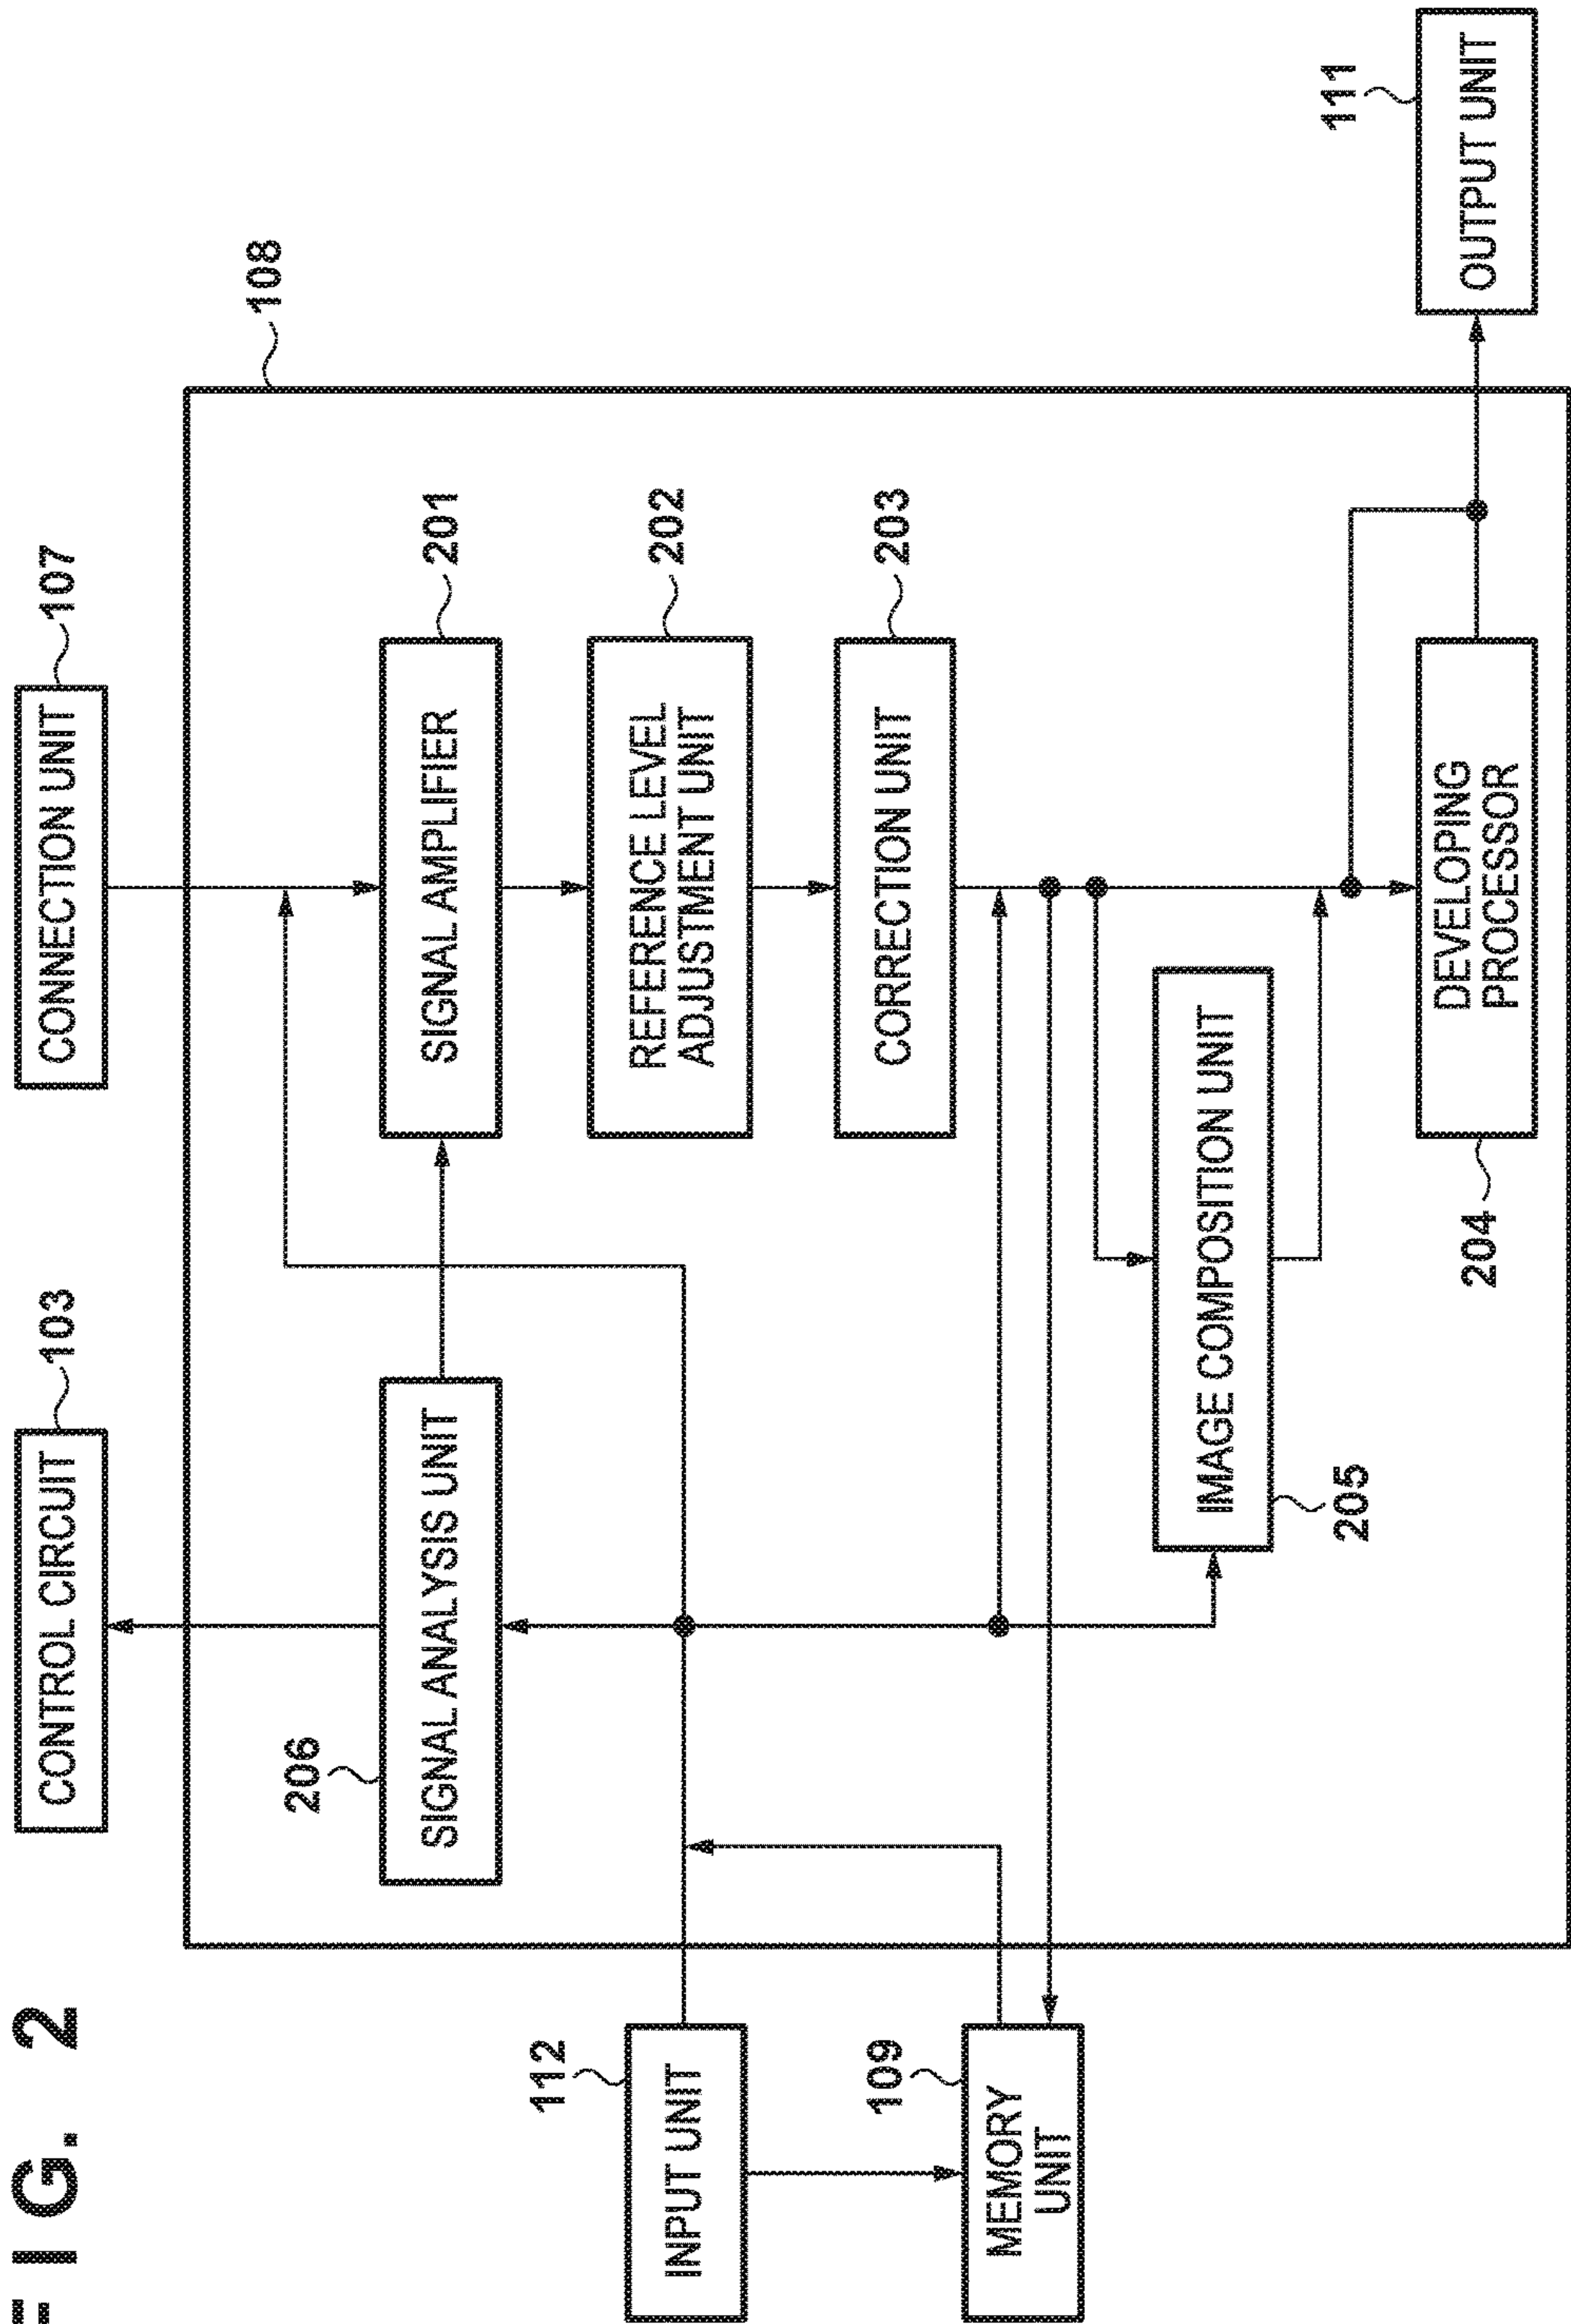 FIG. 2
CONTROL CIRCUIT
103
CONNECTION UNIT
107
108
206
SIGNAL ANALYSIS UNIT
SIGNAL AMPLIFIER
201
REFERENCE LEVEL
ADJUSTMENT UNIT
202
112
INPUT UNIT
CORRECTION UNIT
203
109
MEMORY
UNIT
IMAGE COMPOSITION UNIT
205
DEVELOPING
PROCESSOR
204
111
OUTPUT UNIT